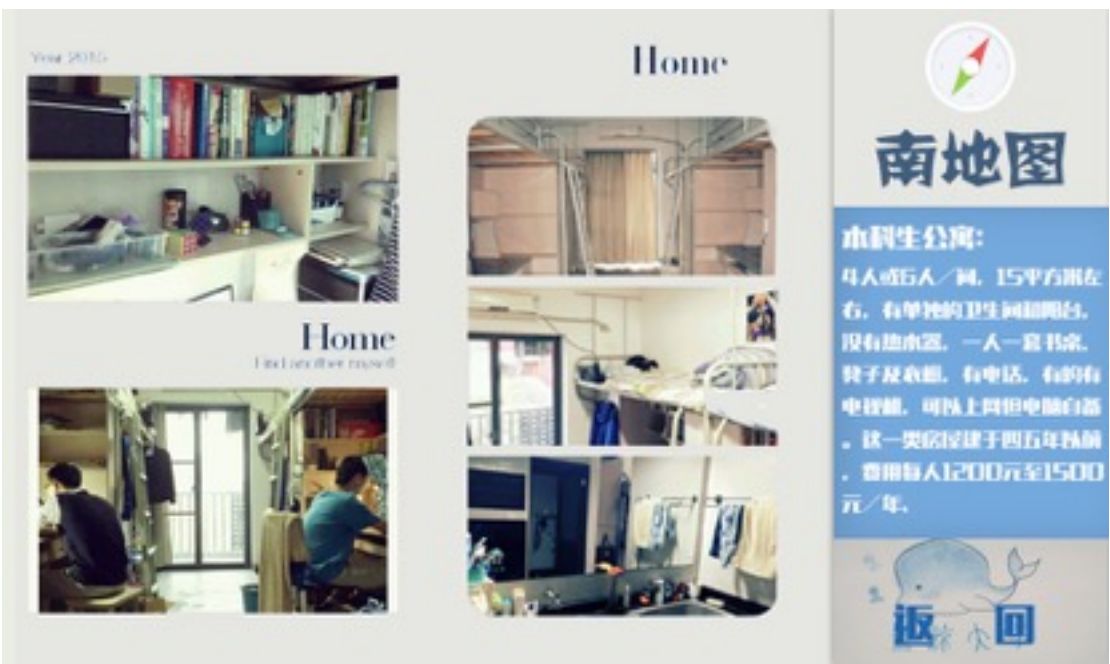 Year 2015
Home
Find another myself
Home
南地图
本科生公寓：
4人或6人／间，15平方米左
右，有单独的卫生间和阳台，
没有热水器，一人一套书桌，
凳子及衣橱，有电话，有的有
电视机，可以上网但电脑自备
。这一类房屋建于四五年以前
，费用每人1200元至1500
元／年。
返回